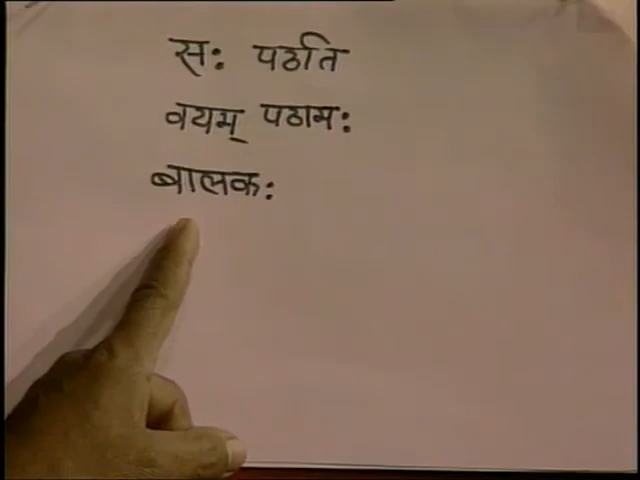 सः पठति
वयम् पठामः
बालकः